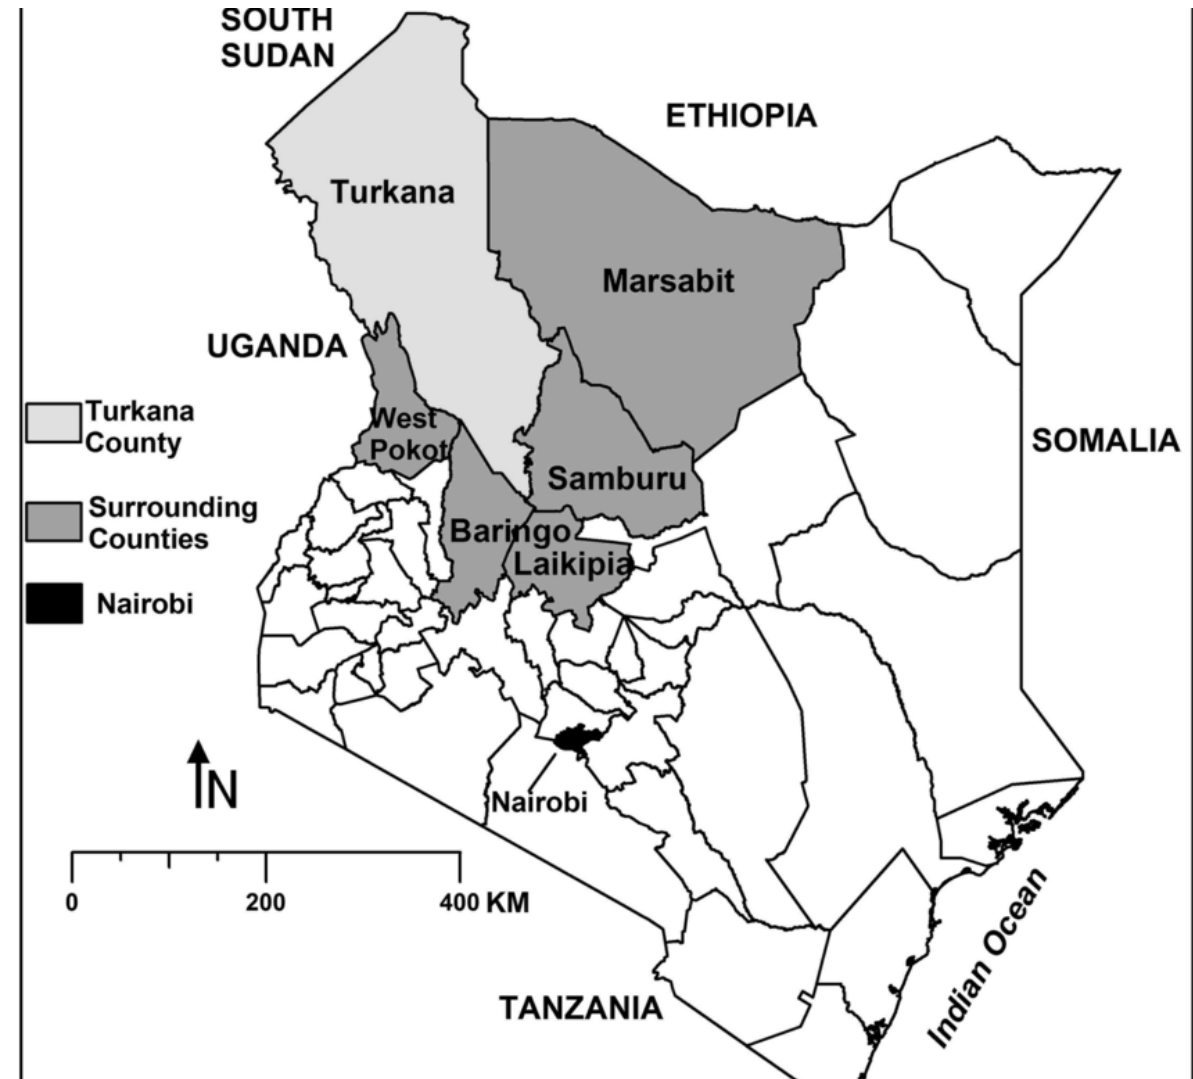 SOUTH
SUDAN
ETHIOPIA
Turkana
Marsabit
UGANDA
Turkana
County
West
Pokot
SOMALIA
Samburu
Surrounding
Counties
Baringo
Laikipia
Nairobi
N
Nairobi
0 200 400 KM
Indian Ocean
TANZANIA